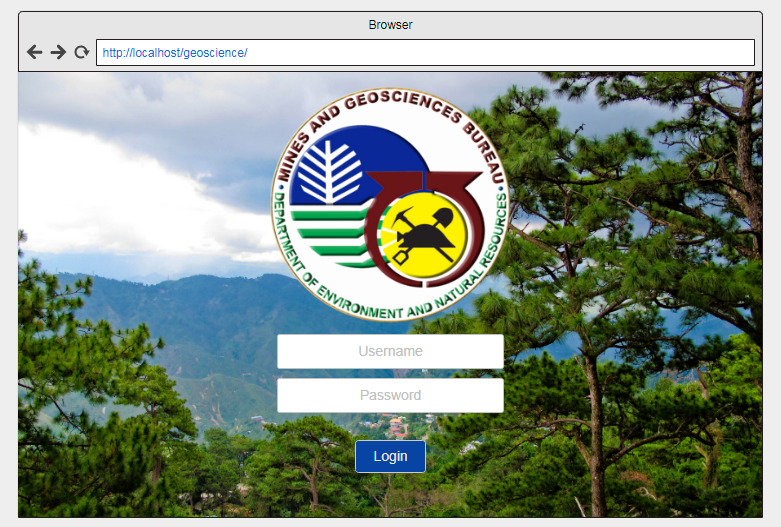 Browser
http://localhost/geoscience/
MINES AND GEOSCIENCES BUREAU
DEPARTMENT OF ENVIRONMENT AND NATURAL RESOURCES
Username
Password
Login